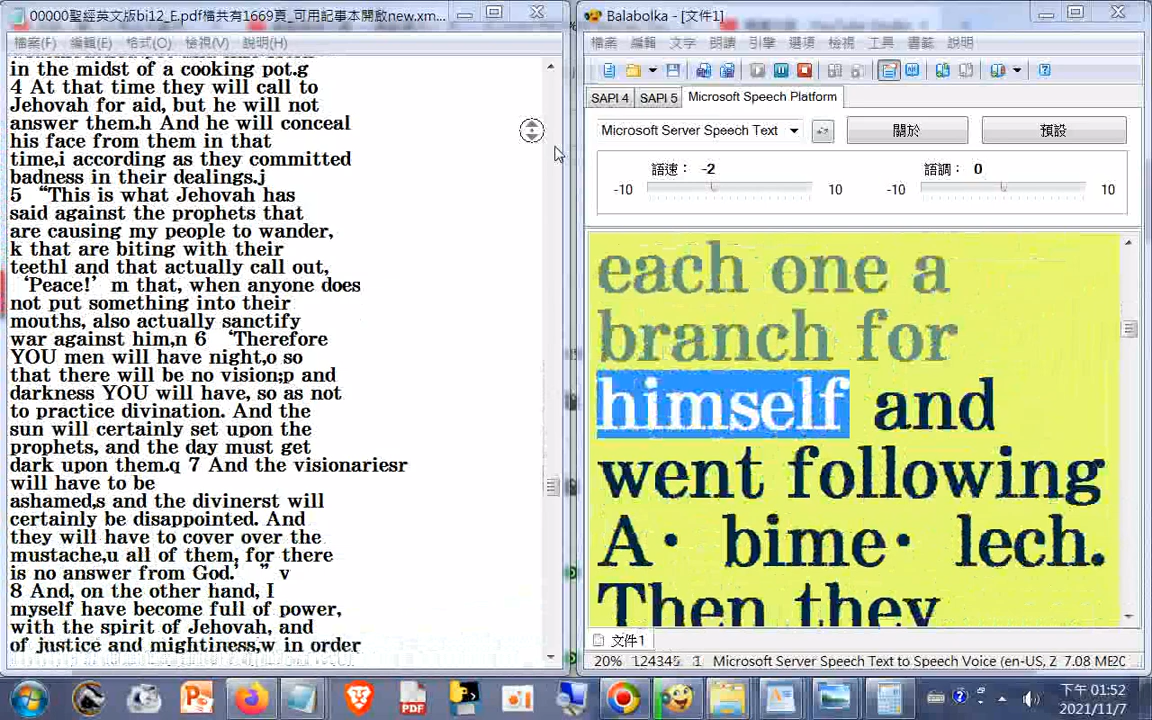 00000聖經英文版bi12_E.pdf檔共有1669頁_可用記事本開啟new.xm...
檔案(F) 編輯(E) 格式(O) 檢視(V) 說明(H)
in the midst of a cooking pot.g
4 At that time they will call to
Jehovah for aid, but he will not
answer them.h And he will conceal
his face from them in that
time,i according as they committed
badness in their dealings.j
5 “This is what Jehovah has
said against the prophets that
are causing my people to wander,
k that are biting with their
teethl and that actually call out,
‘Peace!’ m that, when anyone does
not put something into their
mouths, also actually sanctify
war against him,n 6 ‘Therefore
YOU men will have night,o so
that there will be no vision;p and
darkness YOU will have, so as not
to practice divination. And the
sun will certainly set upon the
prophets, and the day must get
dark upon them.q 7 And the visionariesr
will have to be
ashamed,s and the divinerst will
certainly be disappointed. And
they will have to cover over the
mustache,u all of them, for there
is no answer from God.’ ” v
8 And, on the other hand, I
myself have become full of power,
with the spirit of Jehovah, and
of justice and mightiness,w in order
Balabolka - [文件1]
檔案 編輯 文字 朗讀 引擎 選項 檢視 工具 書籤 說明
SAPI 4 SAPI 5 Microsoft Speech Platform
Microsoft Server Speech Text 關於 預設
語速： -2 語調： 0
-10 10 -10 10
each one a
branch for
himself and
went following
A· bime· lech.
Then they
文件1
20% L24345 Microsoft Server Speech Text to Speech Voice (en-US, Z 7.08 ME
PDF
下午 01:52
2021/11/7